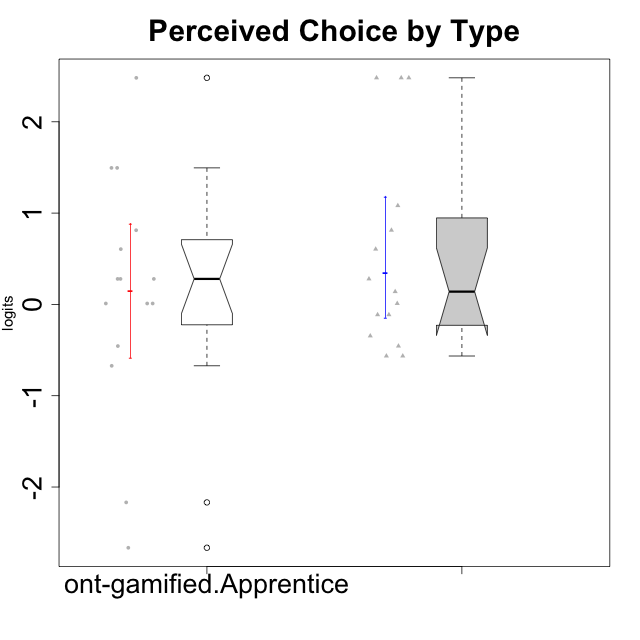 Perceived Choice by Type
2
1
0
-1
-2
logits
ont-gamified.Apprentice